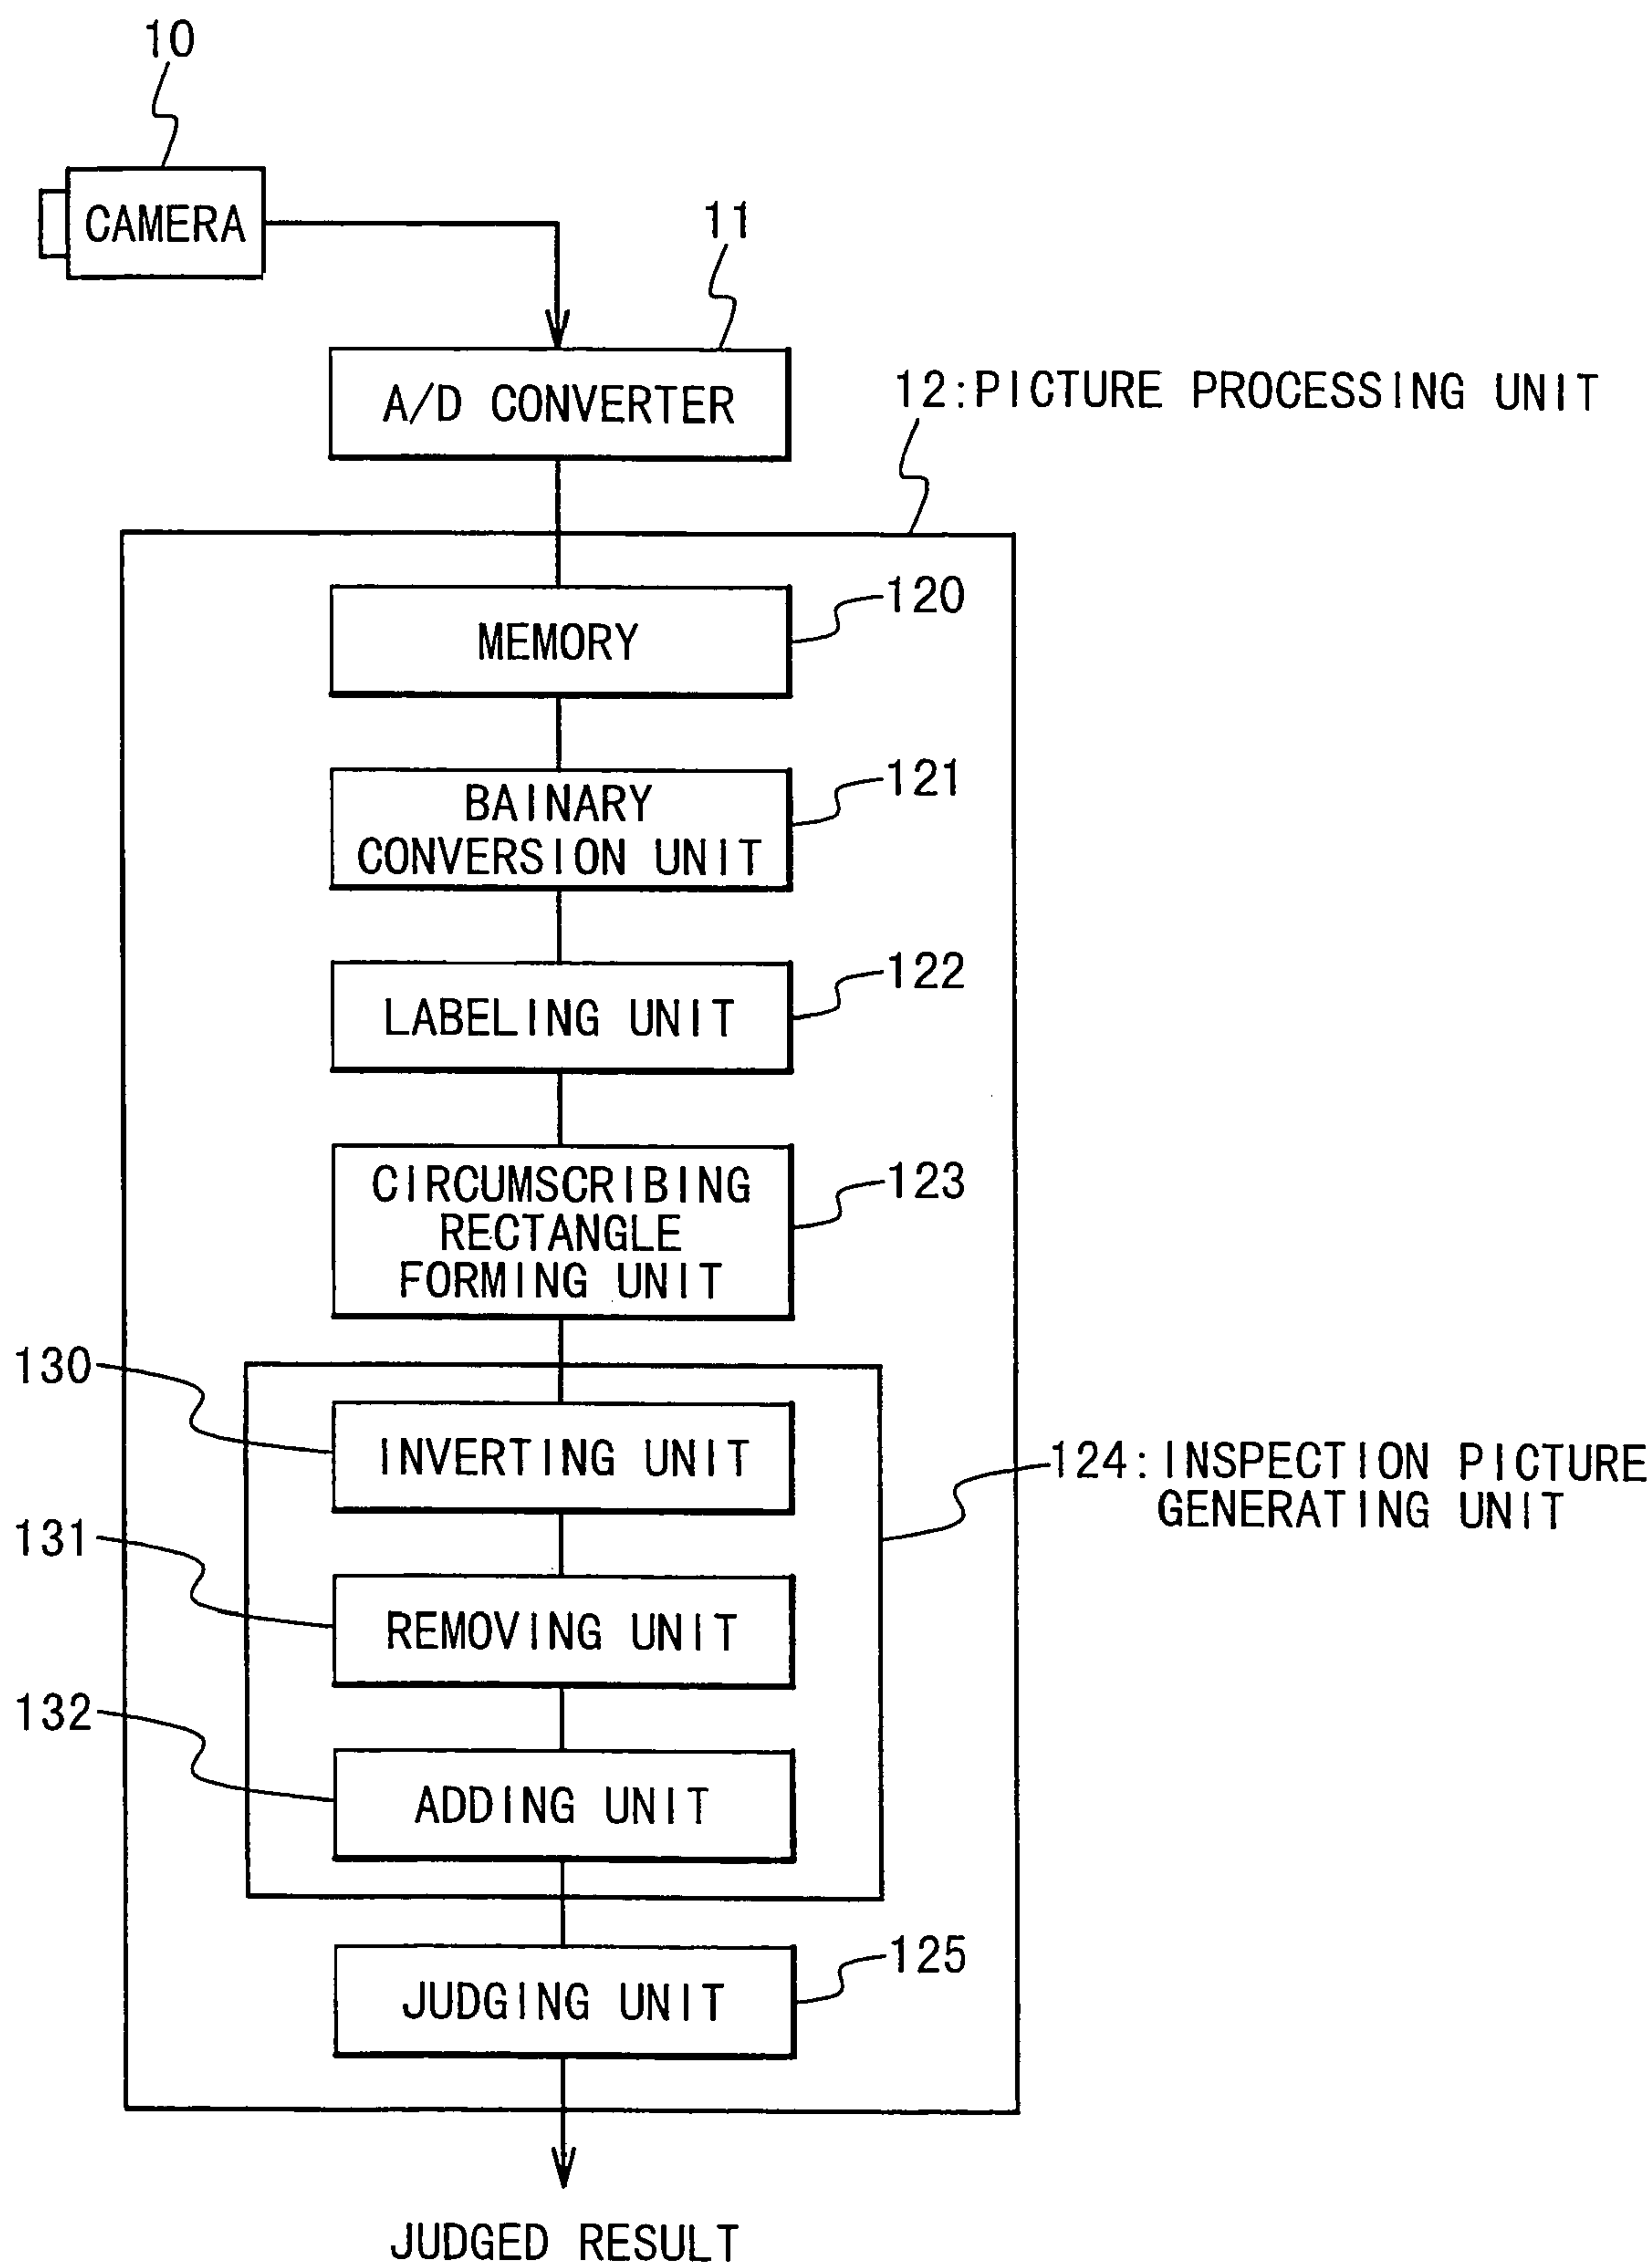 10
CAMERA
11
A/D CONVERTER
12:PICTURE PROCESSING UNIT
120
MEMORY
121
BAINARY
CONVERSION UNIT
122
LABELING UNIT
123
CIRCUMSCRIBING
RECTANGLE
FORMING UNIT
130
INVERTING UNIT
124:INSPECTION PICTURE
GENERATING UNIT
131
REMOVING UNIT
132
ADDING UNIT
125
JUDGING UNIT
JUDGED RESULT